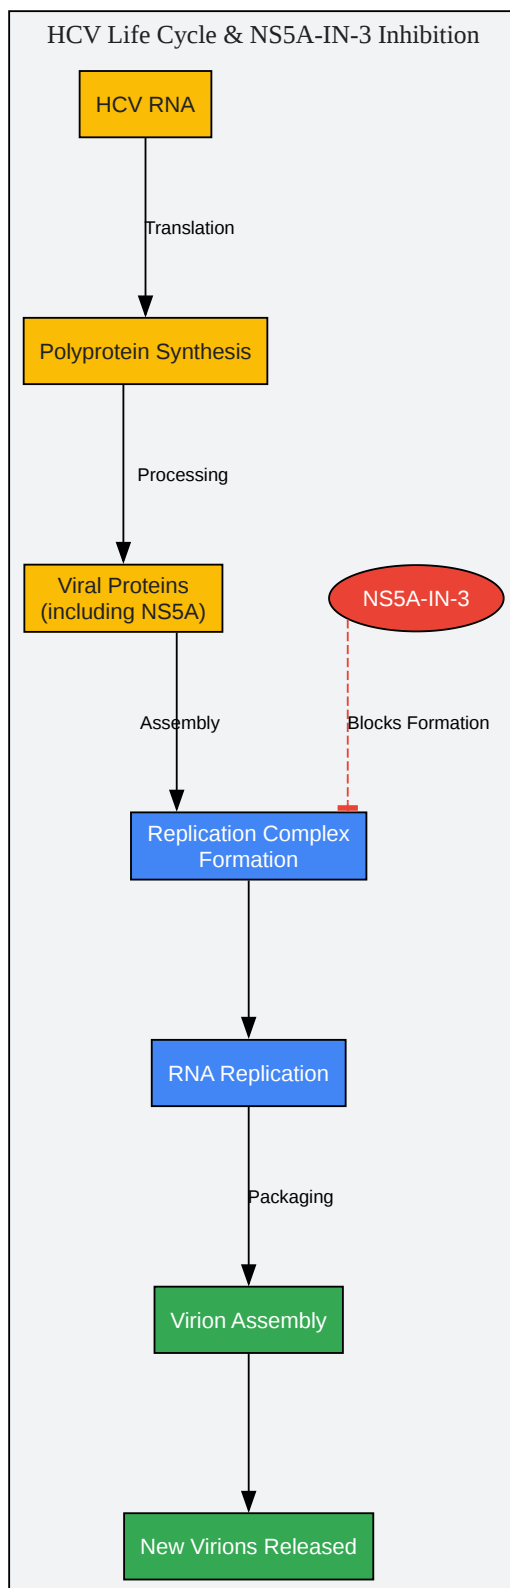 HCV Life Cycle & NS5A-IN-3 Inhibition
HCV RNA
Translation
Polyprotein Synthesis
Processing
Viral Proteins
(including NS5A)
NS5A-IN-3
Assembly
Blocks Formation
Replication Complex
Formation
RNA Replication
Packaging
Virion Assembly
New Virions Released